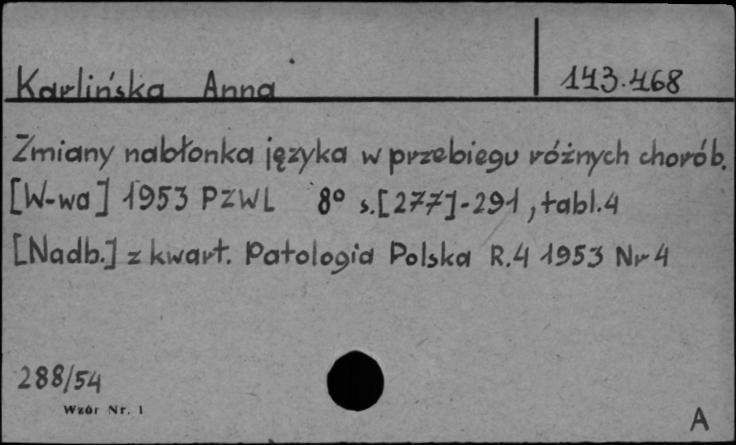 Karlińska Anna
143.468
Zmiany nabłonka języka w przebiegu różnych chorób.
[W-wa] 1953 PZWL 8° s.[277]-291, tabl.4
[Nadb.] z kwart. Patologia Polska R.4 1953 Nr 4
288/54
Wzór Nr. 1
A